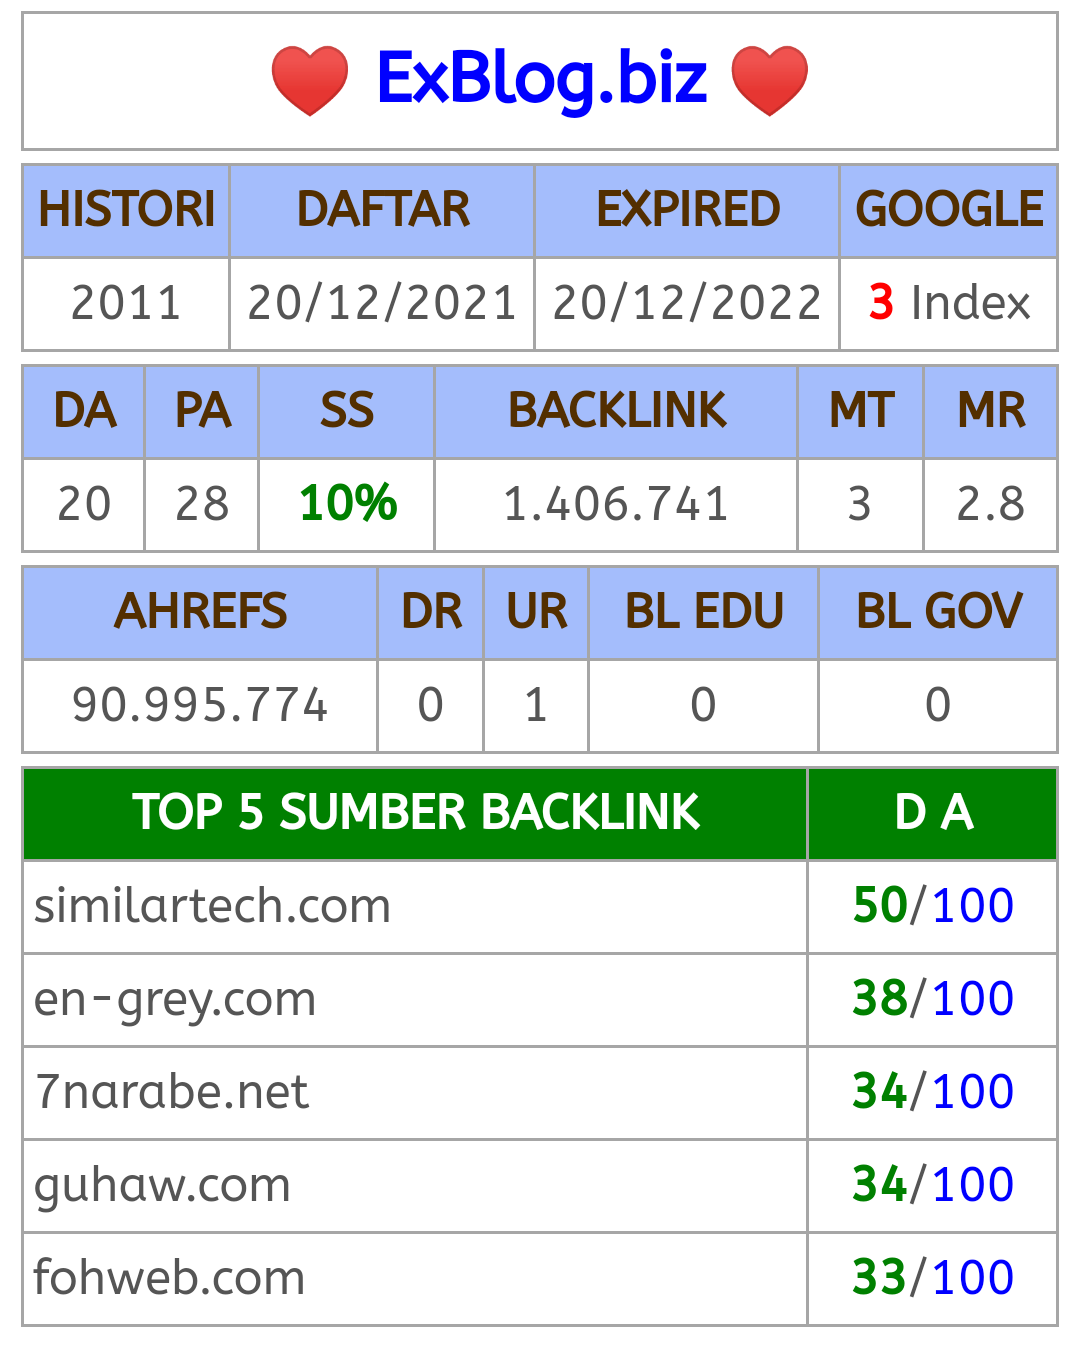 ❤️ ExBlog.biz ❤️
HISTORI DAFTAR EXPIRED GOOGLE
2011 20/12/2021 20/12/2022 3 Index
DA PA SS BACKLINK MT MR
20 28 10% 1.406.741 3 2.8
AHREFS DR UR BL EDU BL GOV
90.995.774 0 1 0 0
TOP 5 SUMBER BACKLINK D A
similartech.com 50/100
en-grey.com 38/100
7narabe.net 34/100
guhaw.com 34/100
fohweb.com 33/100